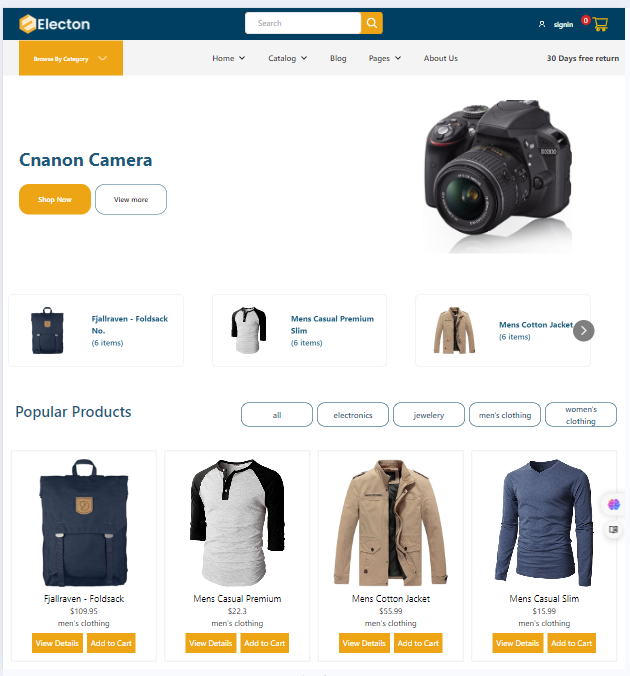 Electon
Search
signin
0
Browse By Category
Home
Catalog
Blog
Pages
About Us
30 Days free return
Cnanon Camera
Shop Now
View more
Fjallraven - Foldsack
No.
(6 items)
Mens Casual Premium
Slim
(6 items)
Mens Cotton Jacket
(6 items)
Popular Products
all
electronics
jewelery
men's clothing
women's
clothing
Fjallraven - Foldsack
$109.95
men's clothing
View Details
Add to Cart
Mens Casual Premium
$22.3
men's clothing
View Details
Add to Cart
Mens Cotton Jacket
$55.99
men's clothing
View Details
Add to Cart
Mens Casual Slim
$15.99
men's clothing
View Details
Add to Cart